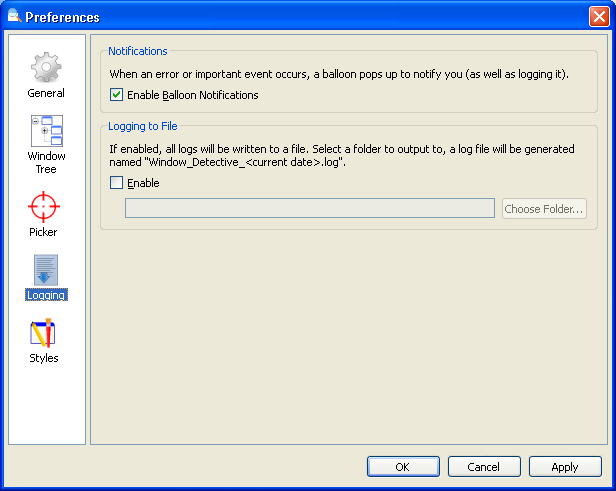 Preferences
General
Window
Tree
Picker
Logging
Styles
Notifications
When an error or important event occurs, a balloon pops up to notify you (as well as logging it).
Enable Balloon Notifications
Logging to File
If enabled, all logs will be written to a file. Select a folder to output to, a log file will be generated
named "Window_Detective_<current date>.log".
Enable
Choose Folder...
OK
Cancel
Apply